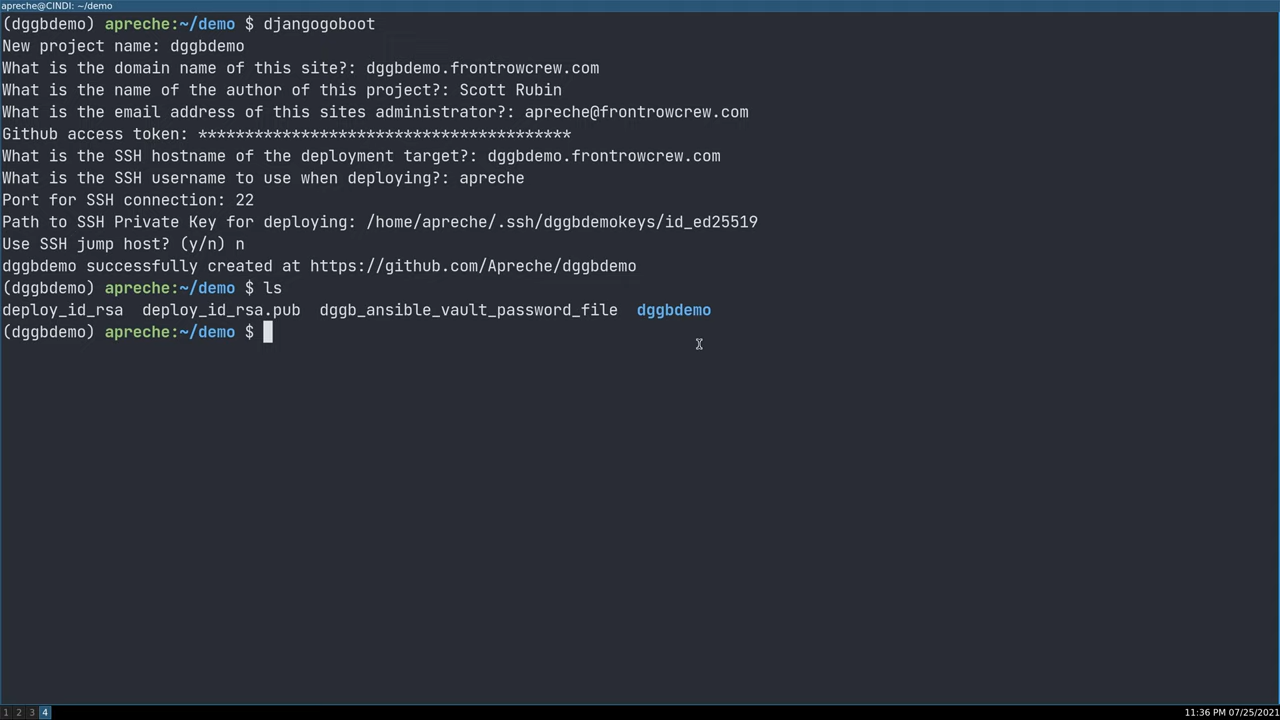 apreche@CINDI: ~/demo
(dggbdemo) apreche:~/demo $ djangogoboot
New project name: dggbdemo
What is the domain name of this site?: dggbdemo.frontrowcrew.com
What is the name of the author of this project?: Scott Rubin
What is the email address of this sites administrator?: apreche@frontrowcrew.com
Github access token: ****************************************
What is the SSH hostname of the deployment target?: dggbdemo.frontrowcrew.com
What is the SSH username to use when deploying?: apreche
Port for SSH connection: 22
Path to SSH Private Key for deploying: /home/apreche/.ssh/dggbdemokeys/id_ed25519
Use SSH jump host? (y/n) n
dggbdemo successfully created at https://github.com/Apreche/dggbdemo
(dggbdemo) apreche:~/demo $ ls
deploy_id_rsa  deploy_id_rsa.pub  dggb_ansible_vault_password_file  dggbdemo
(dggbdemo) apreche:~/demo $
1 2 3 4 11:36 PM 07/25/2021